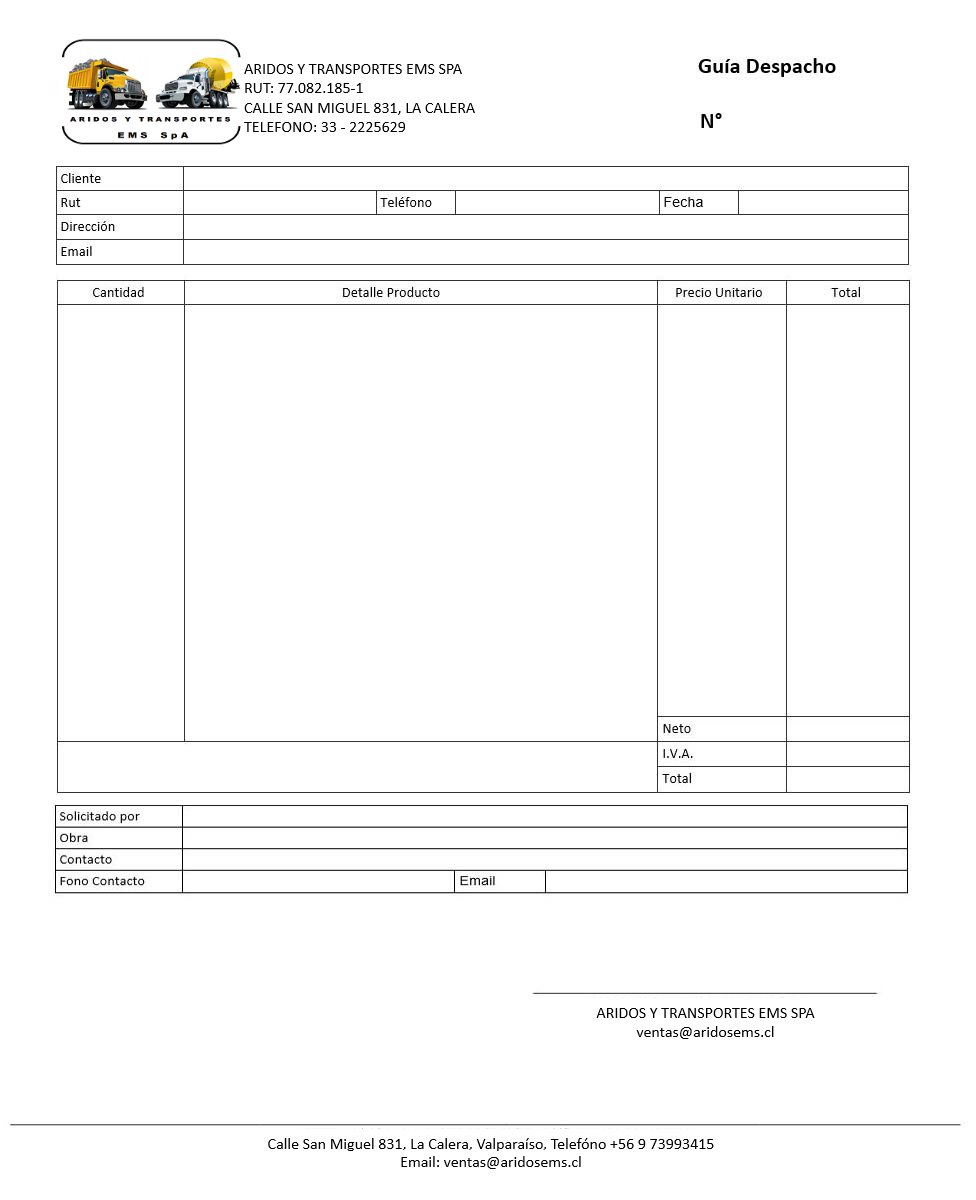 ARIDOS Y TRANSPORTES
EMS SpA
ARIDOS Y TRANSPORTES EMS SPA
RUT: 77.082.185-1
CALLE SAN MIGUEL 831, LA CALERA
TELEFONO: 33 - 2225629
Guía Despacho
N°
Cliente
Rut Teléfono Fecha
Dirección
Email
Cantidad Detalle Producto Precio Unitario Total
Neto
I.V.A.
Total
Solicitado por
Obra
Contacto
Fono Contacto Email
ARIDOS Y TRANSPORTES EMS SPA
ventas@aridosems.cl
Calle San Miguel 831, La Calera, Valparaíso, Telefóno +56 9 73993415
Email: ventas@aridosems.cl